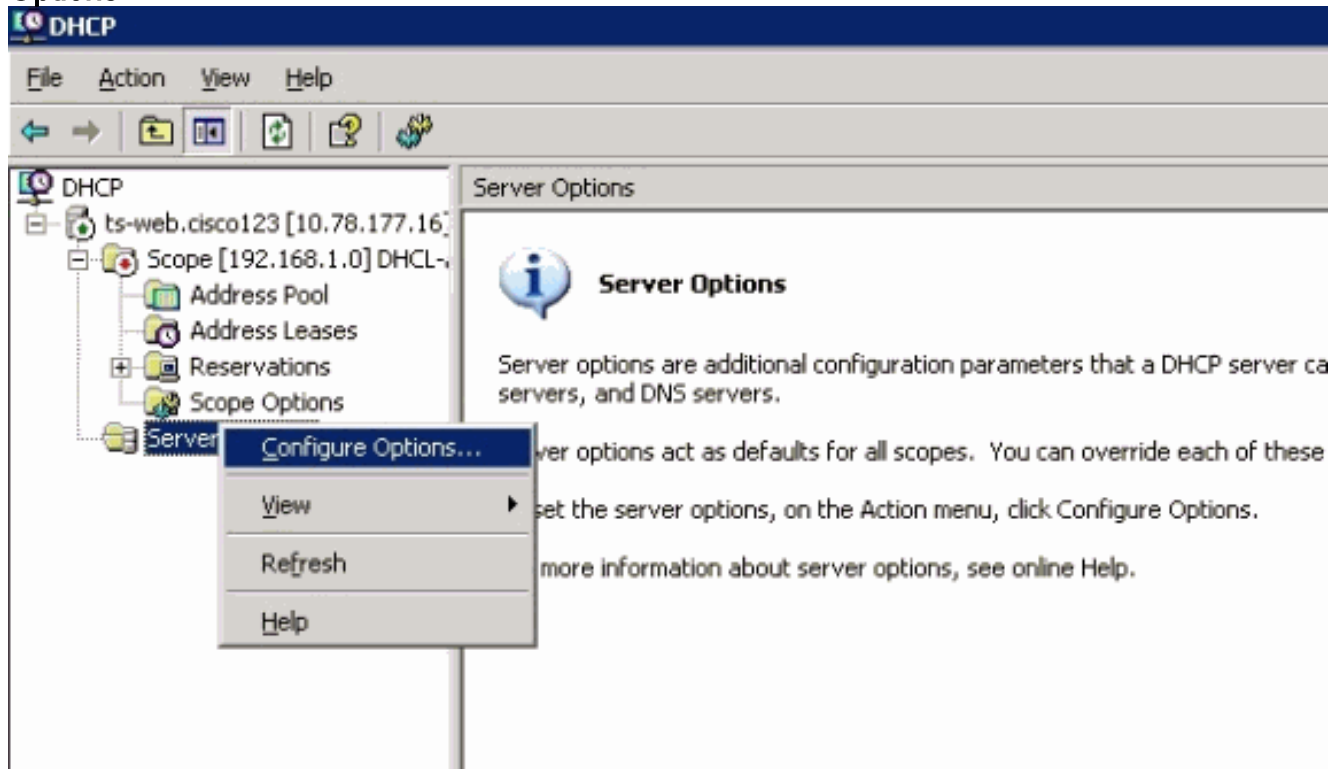 DHCP
File Action View Help
DHCP
ts-web.cisco123 [10.78.177.16]
Scope [192.168.1.0] DHCL-
Address Pool
Address Leases
Reservations
Scope Options
Server
Configure Options...
View
Refresh
Help
Server Options
Server Options
Server options are additional configuration parameters that a DHCP server ca
servers, and DNS servers.
ver options act as defaults for all scopes. You can override each of these
set the server options, on the Action menu, click Configure Options.
more information about server options, see online Help.